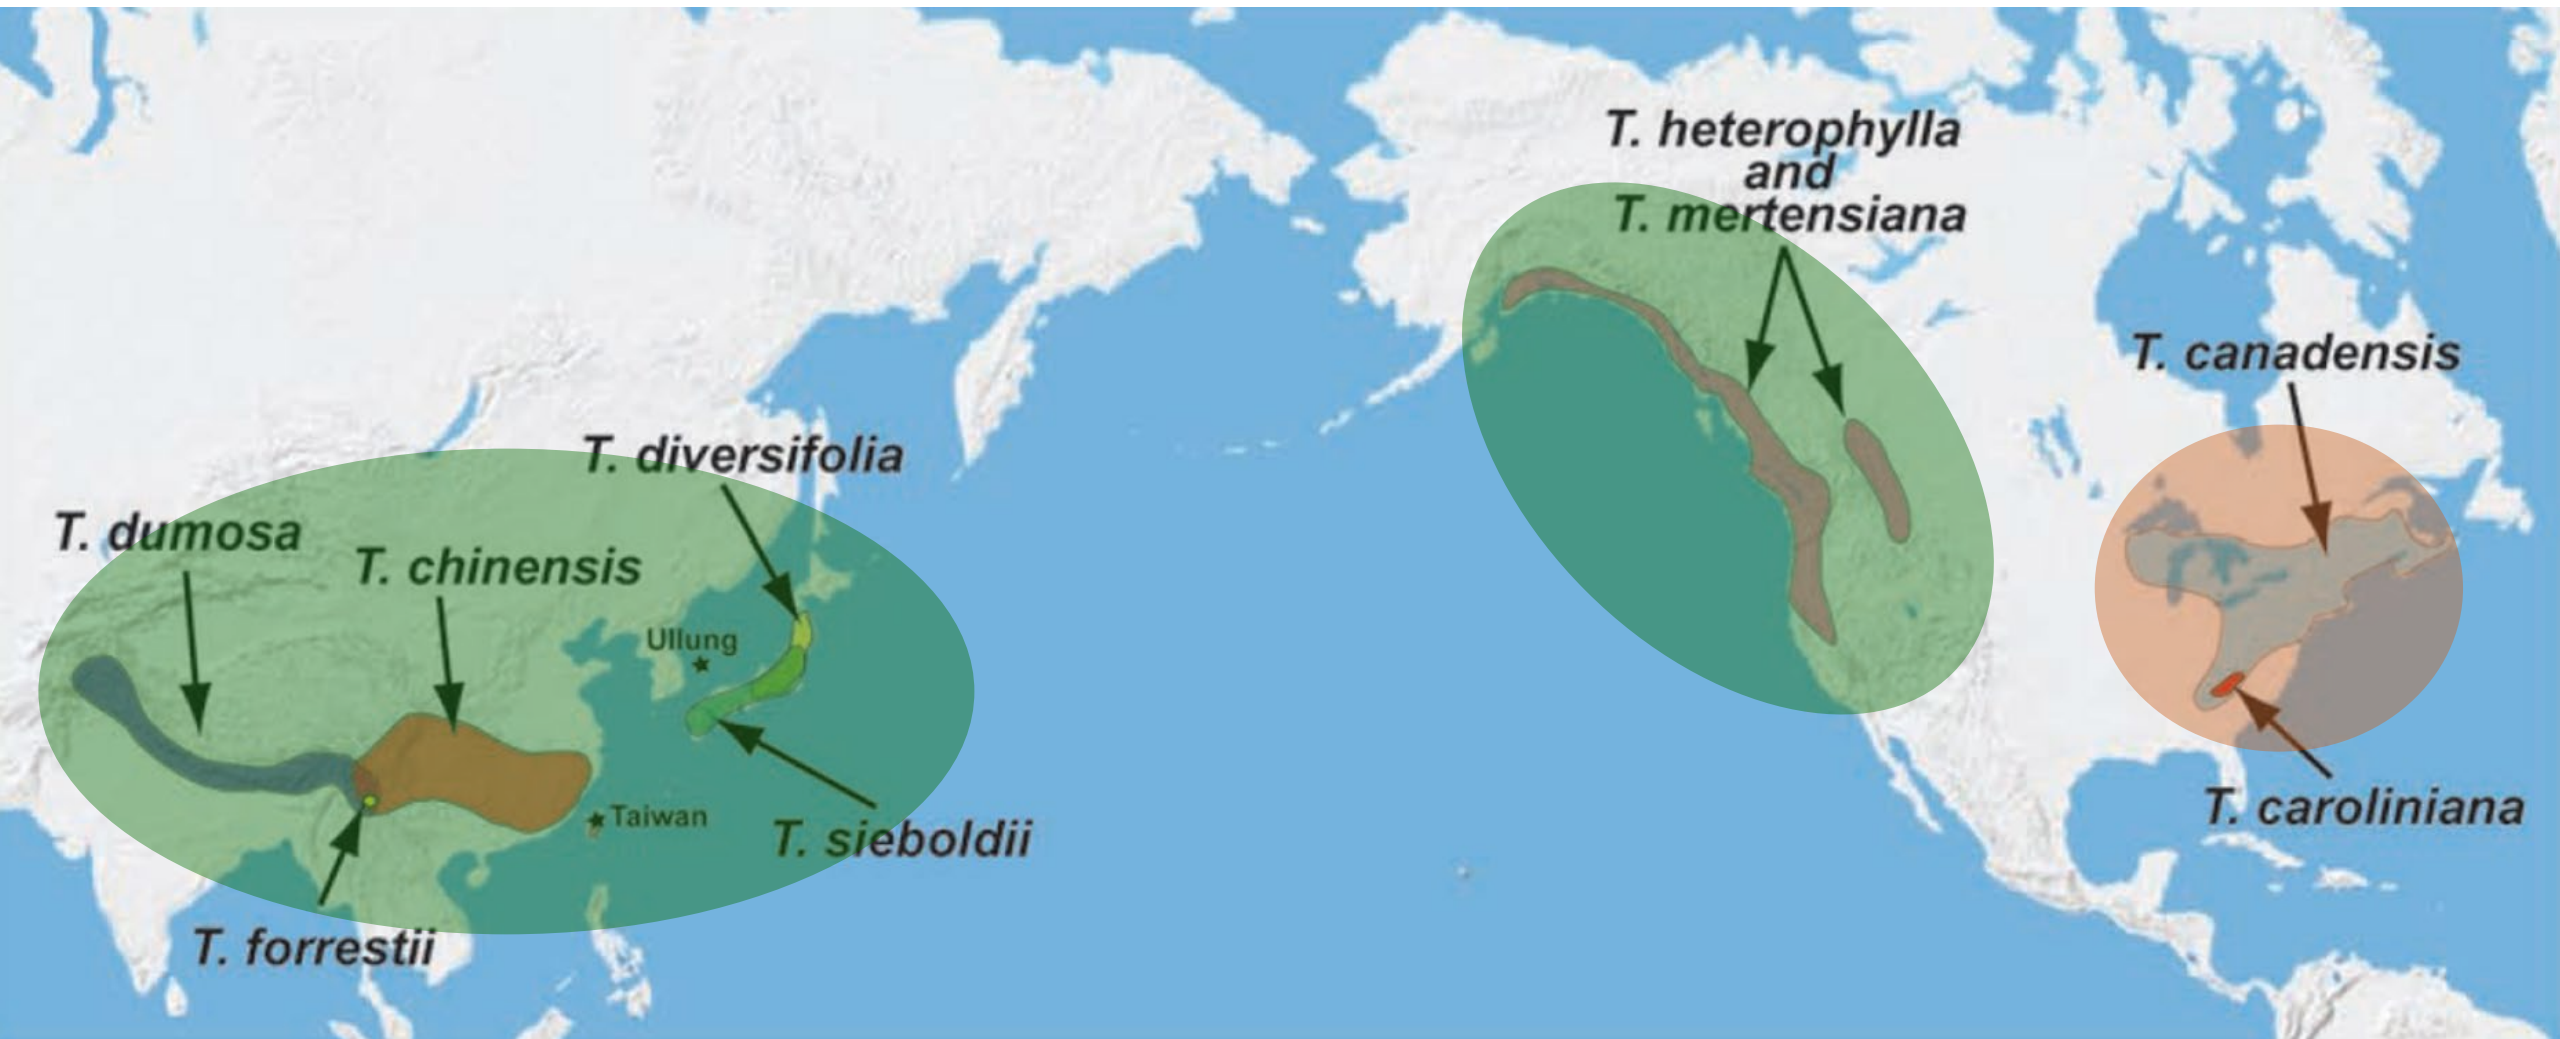 T. heterophylla
and
T. mertensiana
T. canadensis
T. diversifolia
T. dumosa
T. chinensis
Ullung
Taiwan
T. sieboldii
T. caroliniana
T. forrestii